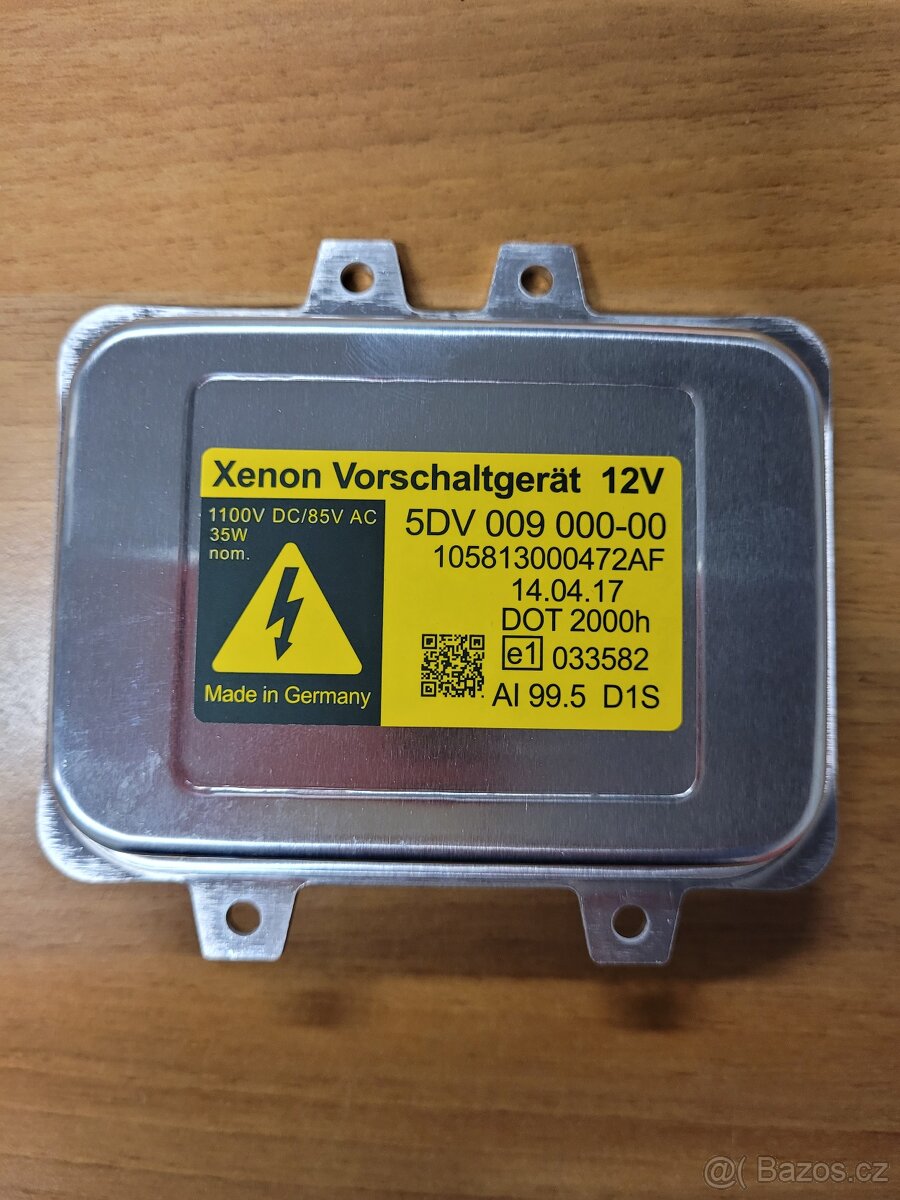 Xenon Vorschaltgerät 12V
1100V DC/85V AC
35W
nom.
Made in Germany
5DV 009 000-00
105813000472AF
14.04.17
DOT 2000h
e1 033582
AI 99.5 D1S
@( Bazos.cz